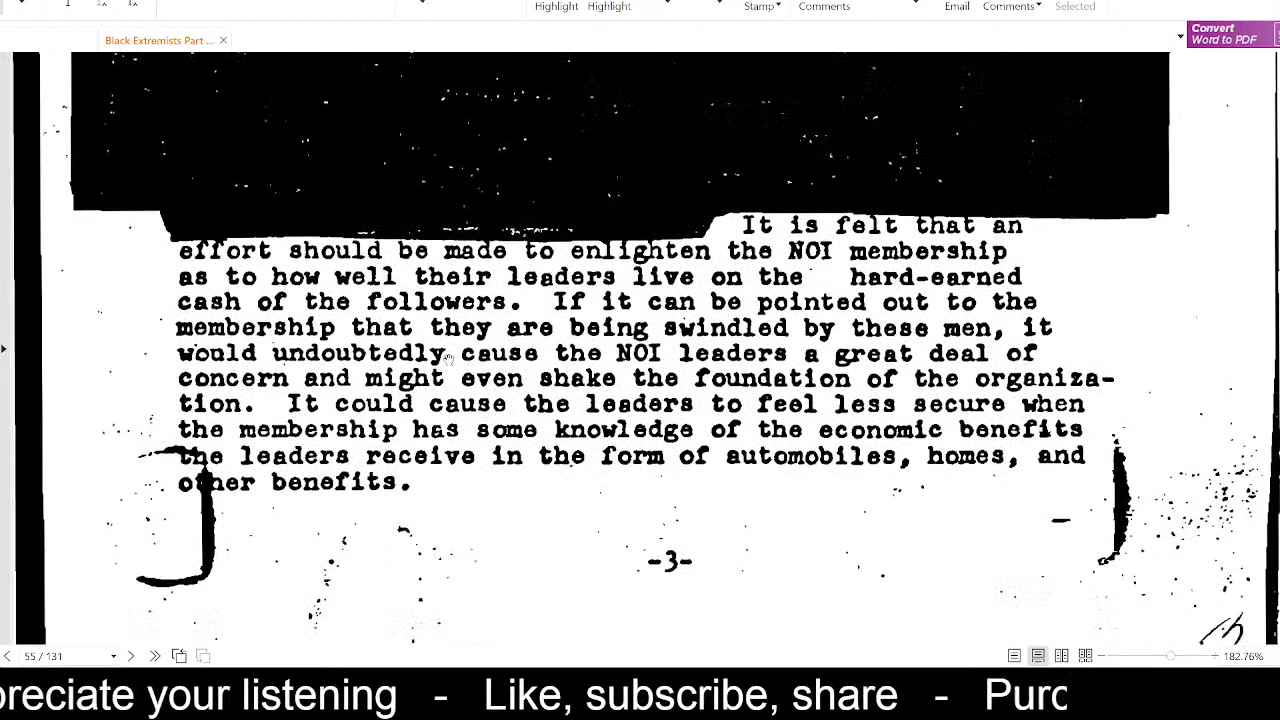 Highlight Highlight Stamp Comments Email Comments Selected
Black Extremists Part ...
Convert
Word to PDF
It is felt that an
effort should be made to enlighten the NOI membership
as to how well their leaders live on the hard-earned
cash of the followers. If it can be pointed out to the
membership that they are being swindled by these men, it
would undoubtedly cause the NOI leaders a great deal of
concern and might even shake the foundation of the organiza-
tion. It could cause the leaders to feel less secure when
the membership has some knowledge of the economic benefits
the leaders receive in the form of automobiles, homes, and
other benefits.
-3-
55 / 131
182.76%
preciate your listening - Like, subscribe, share - Purc